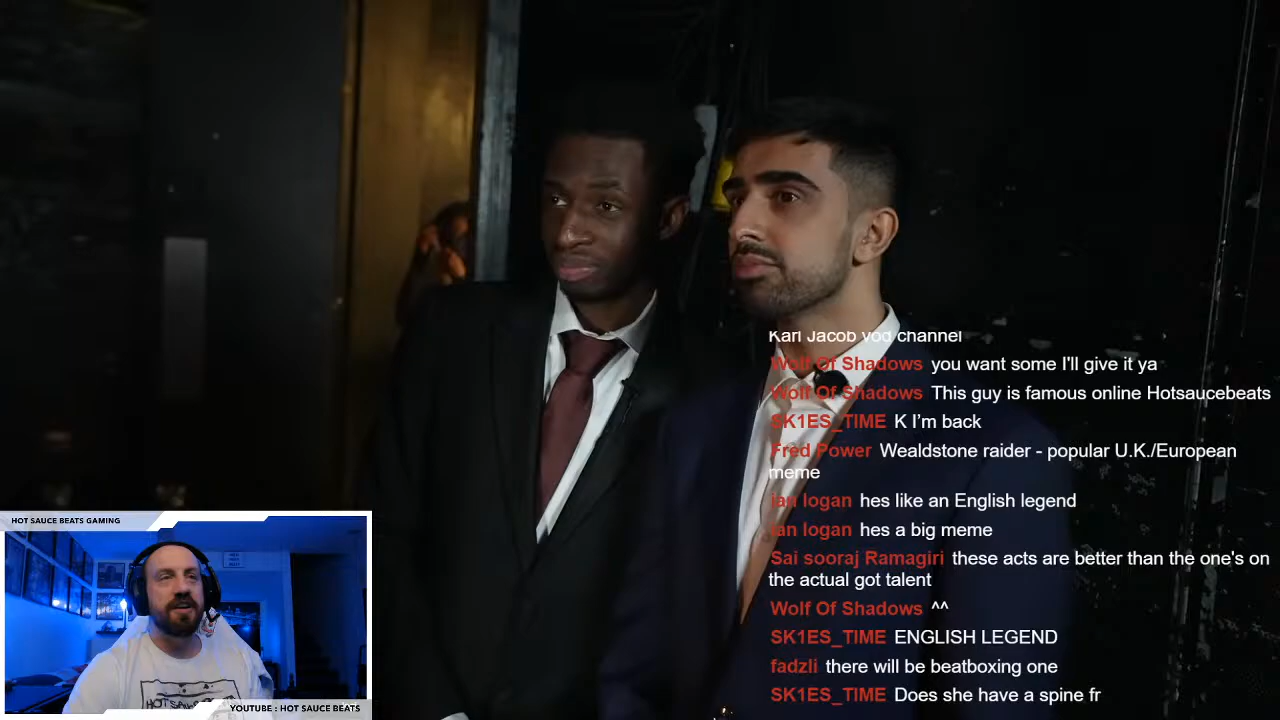 Karl Jacob vod channel
Wolf Of Shadows you want some I'll give it ya
Wolf Of Shadows This guy is famous online Hotsaucebeats
SK1ES_TIME K I'm back
Fred Power Wealdstone raider - popular U.K./European
meme
ian logan hes like an English legend
ian logan hes a big meme
Sai sooraj Ramagiri these acts are better than the one's on
the actual got talent
Wolf Of Shadows ^^
SK1ES_TIME ENGLISH LEGEND
fadzli there will be beatboxing one
SK1ES_TIME Does she have a spine fr
HOT SAUCE BEATS GAMING
YOUTUBE : HOT SAUCE BEATS